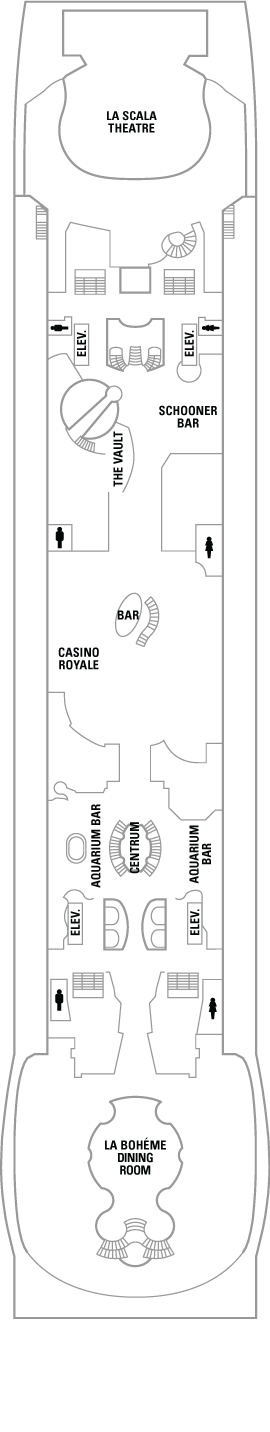 LA SCALA
THEATRE
ELEV.
ELEV.
SCHOONER
BAR
THE VAULT
BAR
CASINO
ROYALE
AQUARIUM BAR
CENTRUM
AQUARIUM
BAR
ELEV.
ELEV.
LA BOHÉME
DINING
ROOM